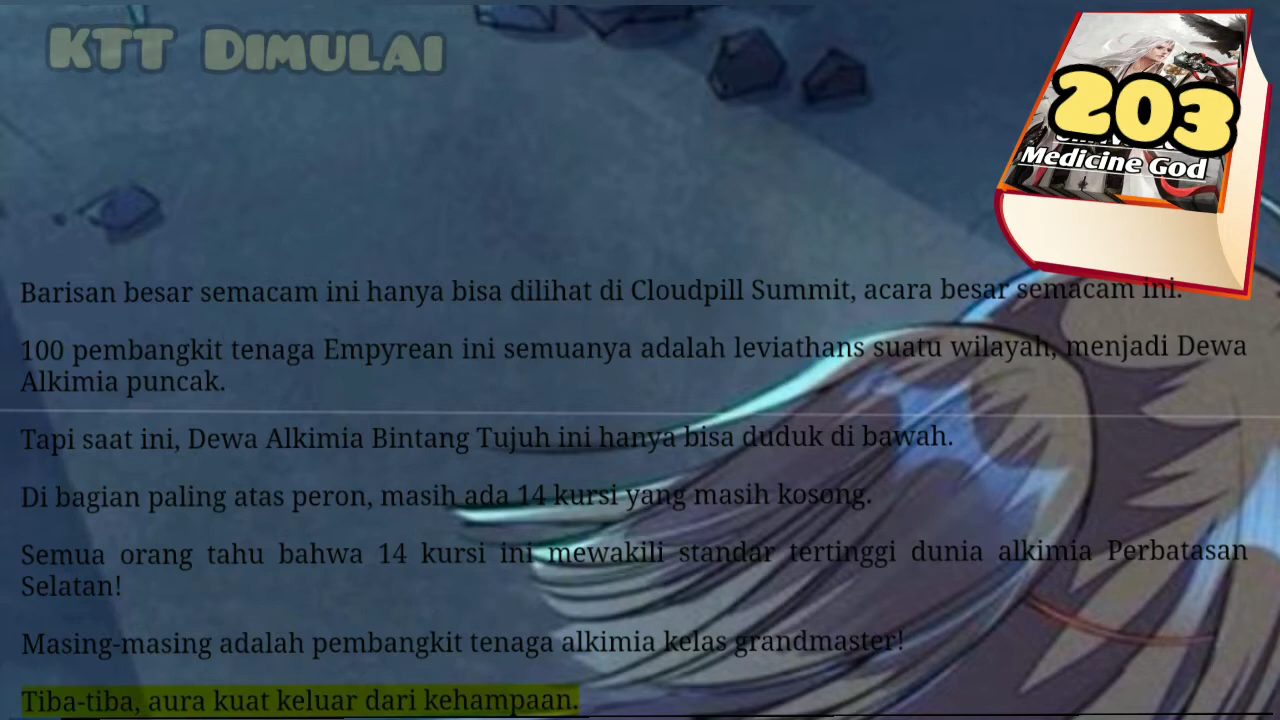 KTT DIMULAI
203
Medicine God
Barisan besar semacam ini hanya bisa dilihat di Cloudpill Summit, acara besar semacam ini.
100 pembangkit tenaga Empyrean ini semuanya adalah leviathans suatu wilayah, menjadi Dewa
Alkimia puncak.
Tapi saat ini, Dewa Alkimia Bintang Tujuh ini hanya bisa duduk di bawah.
Di bagian paling atas peron, masih ada 14 kursi yang masih kosong.
Semua orang tahu bahwa 14 kursi ini mewakili standar tertinggi dunia alkimia Perbatasan
Selatan!
Masing-masing adalah pembangkit tenaga alkimia kelas grandmaster!
Tiba-tiba, aura kuat keluar dari kehampaan.